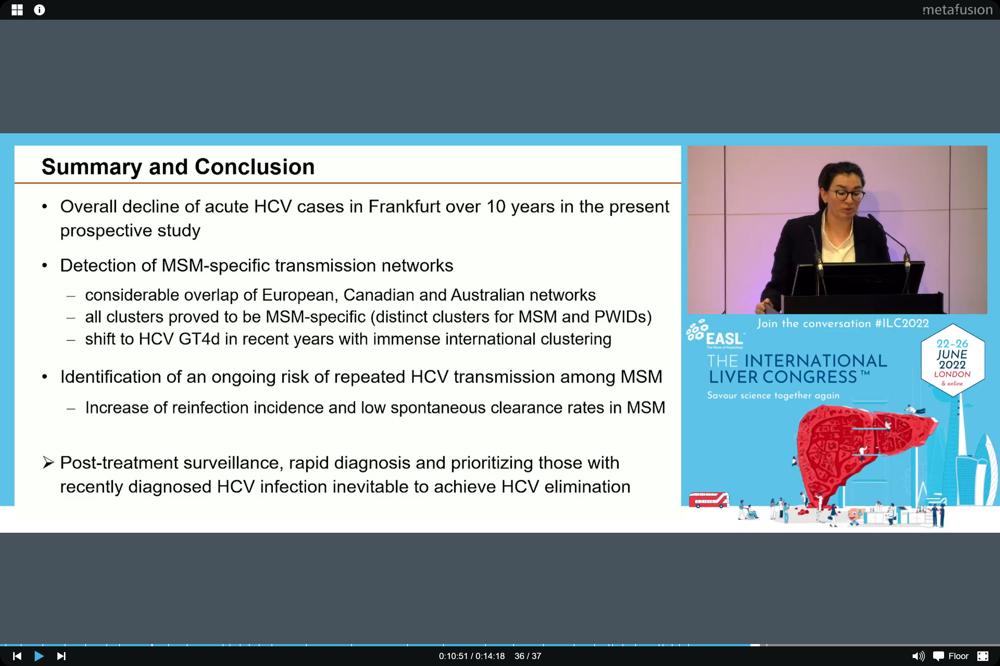 metafusion
Summary and Conclusion
• Overall decline of acute HCV cases in Frankfurt over 10 years in the present
prospective study
• Detection of MSM-specific transmission networks
– considerable overlap of European, Canadian and Australian networks
– all clusters proved to be MSM-specific (distinct clusters for MSM and PWIDs)
– shift to HCV GT4d in recent years with immense international clustering
• Identification of an ongoing risk of repeated HCV transmission among MSM
– Increase of reinfection incidence and low spontaneous clearance rates in MSM
➢ Post-treatment surveillance, rapid diagnosis and prioritizing those with
recently diagnosed HCV infection inevitable to achieve HCV elimination
Join the conversation #ILC2022
EASL™
The Home of Hepatology
THE INTERNATIONAL
LIVER CONGRESS™
Savour science together again
22-26
JUNE
2022
LONDON
& online
0:10:51 / 0:14:18 36 / 37
Floor